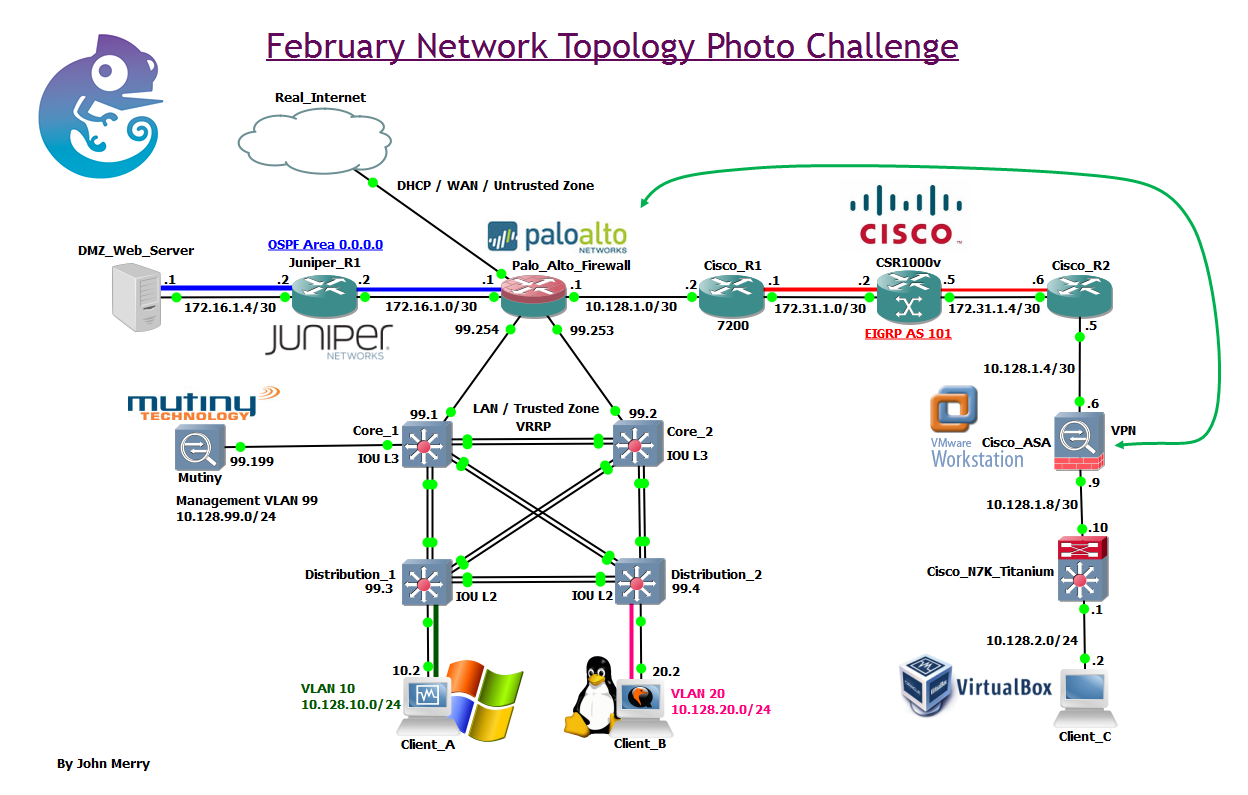 February Network Topology Photo Challenge
Real_Internet
DHCP / WAN / Untrusted Zone
paloalto
NETWORKS
CISCO
DMZ_Web_Server
OSPF Area 0.0.0.0
Juniper_R1
Palo_Alto_Firewall
Cisco_R1
CSR1000v
Cisco_R2
.1
172.16.1.4/30
.2
.2
172.16.1.0/30
.1
.1
10.128.1.0/30
.2
7200
.1
172.31.1.0/30
.2
EIGRP AS 101
.5
172.31.1.4/30
.6
.5
JUNIPER
NETWORKS
99.254
99.253
10.128.1.4/30
mutiny
TECHNOLOGY
99.1
LAN / Trusted Zone
VRRP
99.2
.6
Core_1
IOU L3
Core_2
IOU L3
VMware
Workstation
Cisco_ASA
VPN
99.199
Mutiny
Management VLAN 99
10.128.99.0/24
.9
10.128.1.8/30
.10
Distribution_1
99.3
IOU L2
IOU L2
Distribution_2
99.4
Cisco_N7K_Titanium
.1
10.128.2.0/24
.2
10.2
VLAN 10
10.128.10.0/24
Client_A
20.2
VLAN 20
10.128.20.0/24
Client_B
VirtualBox
Client_C
By John Merry